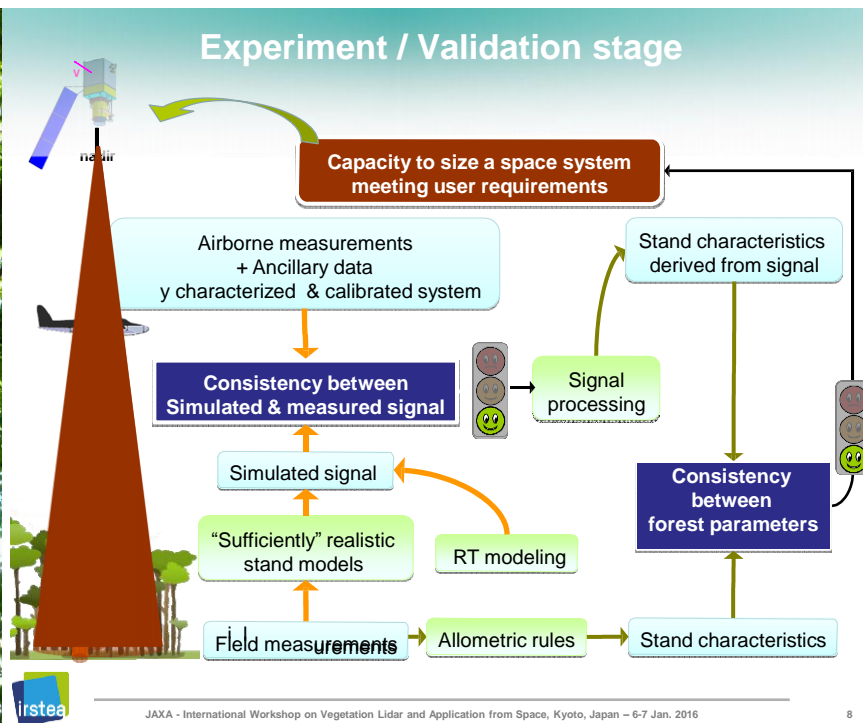 Experiment / Validation stage
v
nadir
Capacity to size a space system
meeting user requirements
Airborne measurements
+ Ancillary data
y characterized & calibrated system
Stand characteristics
derived from signal
Consistency between
Simulated & measured signal
Signal
processing
Simulated signal
Consistency
between
forest parameters
"Sufficiently" realistic
stand models
RT modeling
Field measurements
Allometric rules
Stand characteristics
irstea
JAXA - International Workshop on Vegetation Lidar and Application from Space, Kyoto, Japan – 6-7 Jan. 2016
8